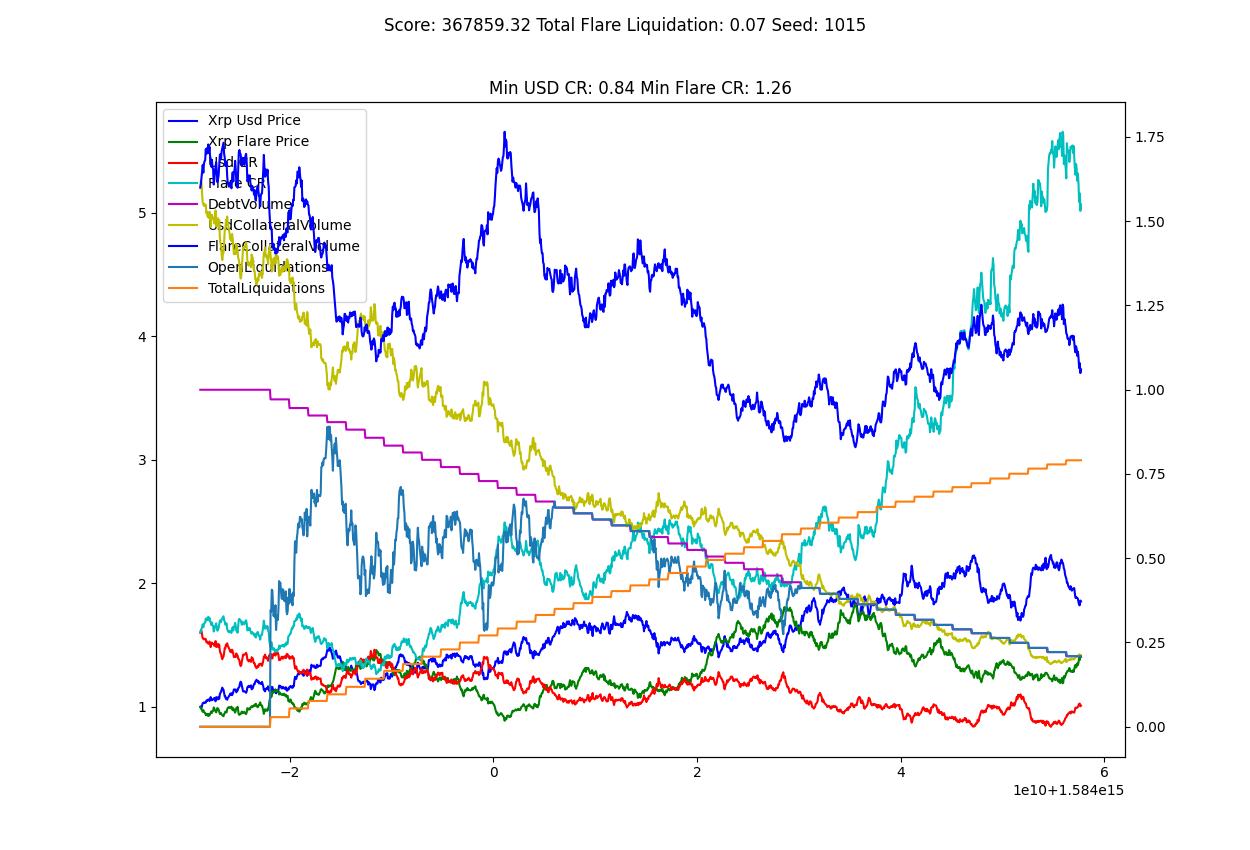 Score: 367859.32 Total Flare Liquidation: 0.07 Seed: 1015
Min USD CR: 0.84 Min Flare CR: 1.26
Xrp Usd Price
Xrp Flare Price
Usd CR
Flare CR
DebtVolume
UsdCollateralVolume
FlareCollateralVolume
OpenLiquidations
TotalLiquidations
5
4
3
2
1
1.75
1.50
1.25
1.00
0.75
0.50
0.25
0.00
−2
0
2
4
6
1e10+1.584e15